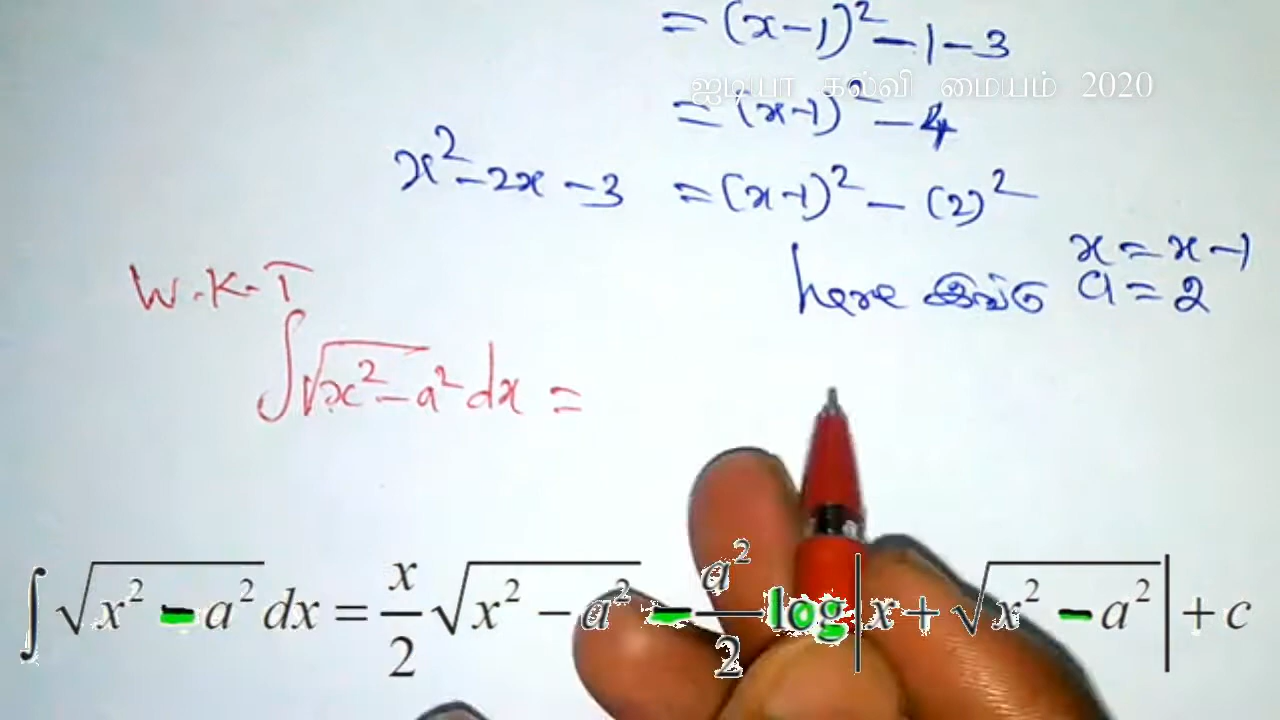 = (x-1)² - 1 - 3
ஐடியா கல்வி மையம் 2020
= (x-1)² - 4
x² - 2x - 3 = (x-1)² - (2)²
here இங்கு x = x-1
a = 2
W.K.T
∫√x² - a² dx =
∫ √x² - a² dx = x/2 √x² - a² - a²/2 log |x + √x² - a²| + c